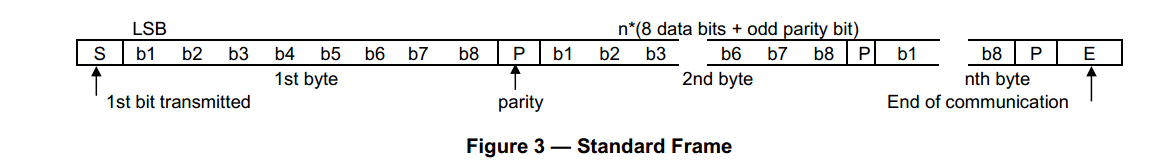 LSB n*(8 data bits + odd parity bit)
S b1 b2 b3 b4 b5 b6 b7 b8 P b1 b2 b3 b6 b7 b8 P b1 b8 P E
1st byte 2nd byte nth byte
1st bit transmitted parity End of communication
Figure 3 — Standard Frame